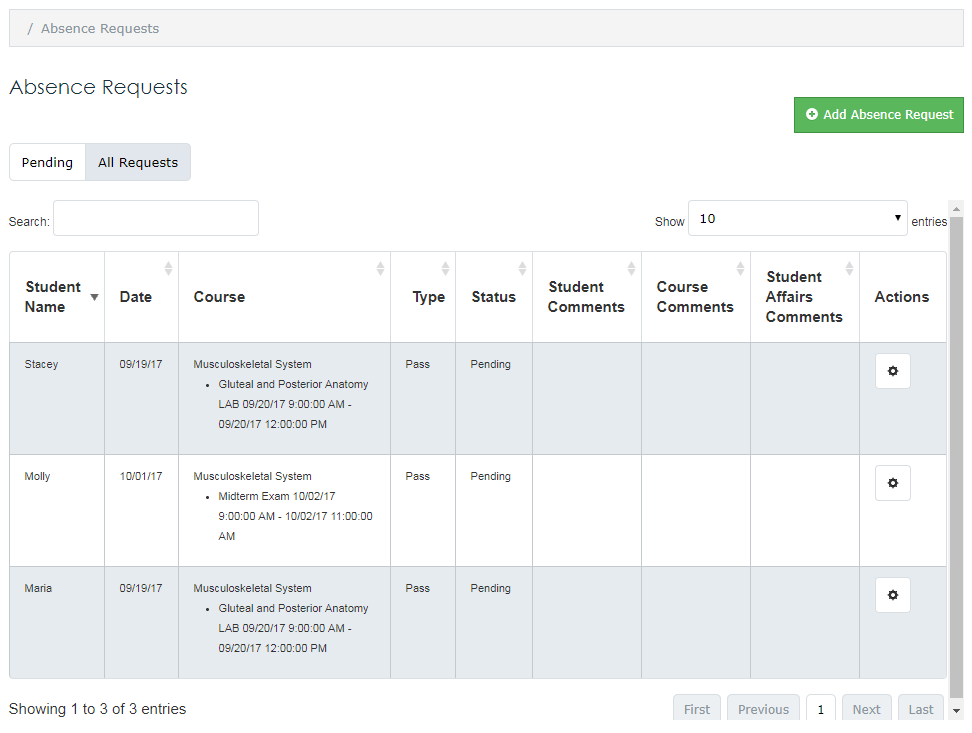 / Absence Requests
Absence Requests
Add Absence Request
Pending All Requests
Search: Show 10 entries
Student Name Date Course Type Status Student Comments Course Comments Student Affairs Comments Actions
Stacey 09/19/17 Musculoskeletal System Pass Pending
Gluteal and Posterior Anatomy
LAB 09/20/17 9:00:00 AM -
09/20/17 12:00:00 PM
Molly 10/01/17 Musculoskeletal System Pass Pending
Midterm Exam 10/02/17
9:00:00 AM - 10/02/17 11:00:00
AM
Maria 09/19/17 Musculoskeletal System Pass Pending
Gluteal and Posterior Anatomy
LAB 09/20/17 9:00:00 AM -
09/20/17 12:00:00 PM
Showing 1 to 3 of 3 entries First Previous 1 Next Last